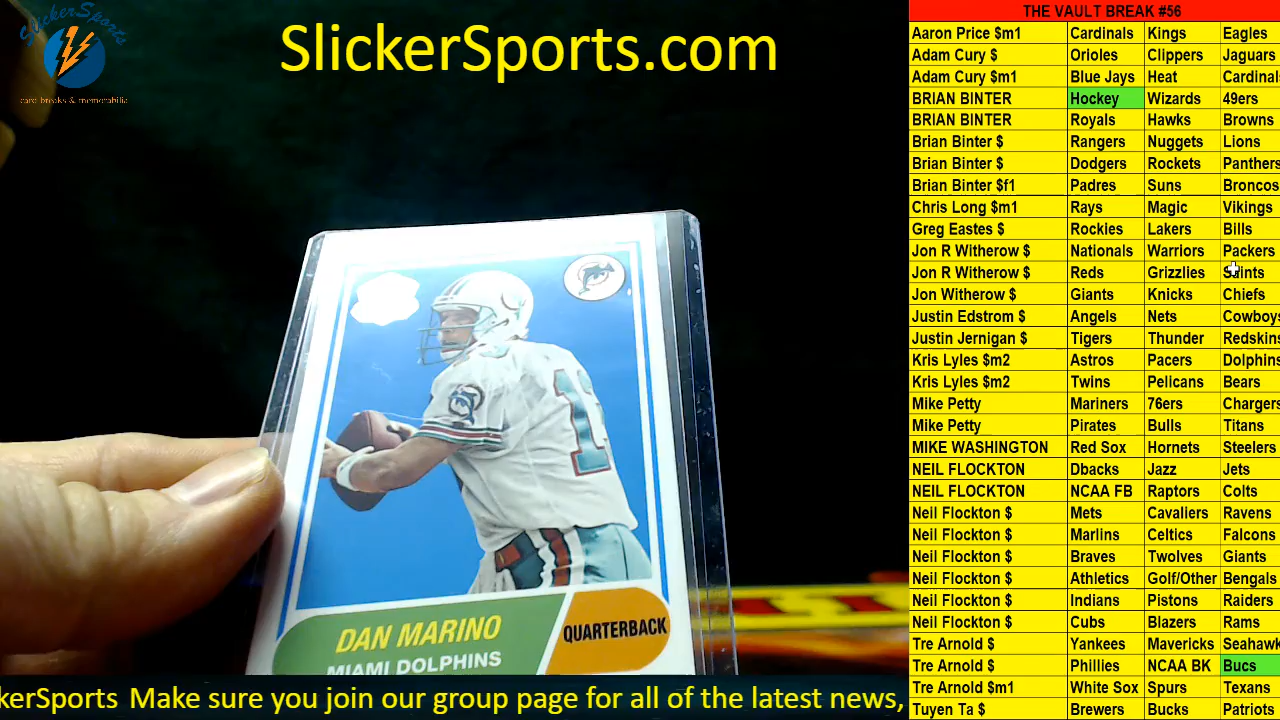 SlickerSports
card breaks & memorabilia
SlickerSports.com
DAN MARINO
MIAMI DOLPHINS
QUARTERBACK
kerSports Make sure you join our group page for all of the latest news,
THE VAULT BREAK #56
Aaron Price $m1 Cardinals Kings Eagles
Adam Cury $ Orioles Clippers Jaguars
Adam Cury $m1 Blue Jays Heat Cardinals
BRIAN BINTER Hockey Wizards 49ers
BRIAN BINTER Royals Hawks Browns
Brian Binter $ Rangers Nuggets Lions
Brian Binter $ Dodgers Rockets Panthers
Brian Binter $f1 Padres Suns Broncos
Chris Long $m1 Rays Magic Vikings
Greg Eastes $ Rockies Lakers Bills
Jon R Witherow $ Nationals Warriors Packers
Jon R Witherow $ Reds Grizzlies Saints
Jon Witherow $ Giants Knicks Chiefs
Justin Edstrom $ Angels Nets Cowboys
Justin Jernigan $ Tigers Thunder Redskins
Kris Lyles $m2 Astros Pacers Dolphins
Kris Lyles $m2 Twins Pelicans Bears
Mike Petty Mariners 76ers Chargers
Mike Petty Pirates Bulls Titans
MIKE WASHINGTON Red Sox Hornets Steelers
NEIL FLOCKTON Dbacks Jazz Jets
NEIL FLOCKTON NCAA FB Raptors Colts
Neil Flockton $ Mets Cavaliers Ravens
Neil Flockton $ Marlins Celtics Falcons
Neil Flockton $ Braves Twolves Giants
Neil Flockton $ Athletics Golf/Other Bengals
Neil Flockton $ Indians Pistons Raiders
Neil Flockton $ Cubs Blazers Rams
Tre Arnold $ Yankees Mavericks Seahawk
Tre Arnold $ Phillies NCAA BK Bucs
Tre Arnold $m1 White Sox Spurs Texans
Tuyen Ta $ Brewers Bucks Patriots